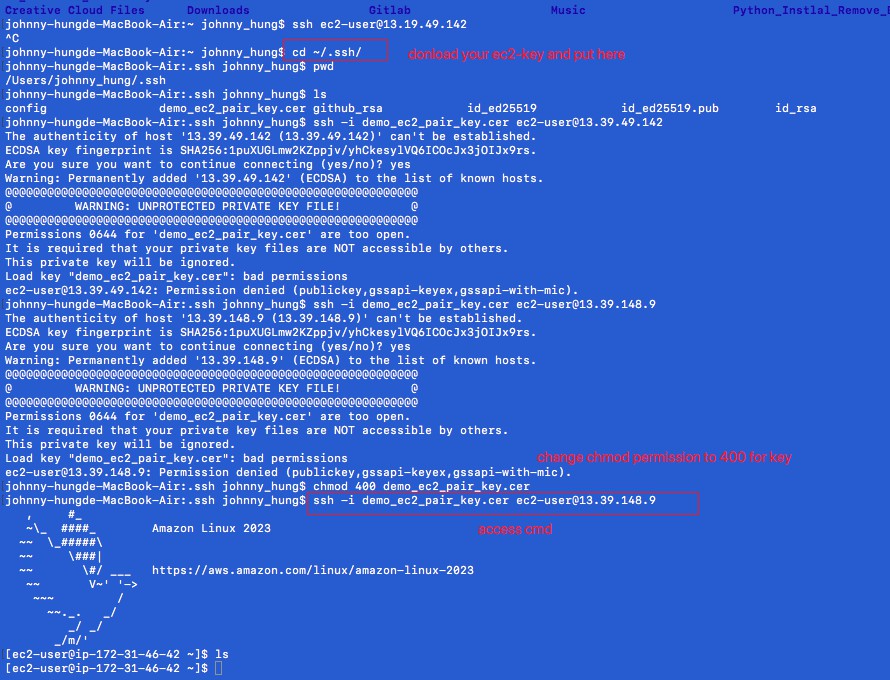 Creative Cloud Files Downloads Gitlab Music Python_Instlal_Remove_E
johnny-hungde-MacBook-Air:~ johnny_hung$ ssh ec2-user@13.19.49.142
^C
johnny-hungde-MacBook-Air:~ johnny_hung$ cd ~/.ssh/
donload your ec2-key and put here
johnny-hungde-MacBook-Air:.ssh johnny_hung$ pwd
/Users/johnny_hung/.ssh
johnny-hungde-MacBook-Air:.ssh johnny_hung$ ls
config demo_ec2_pair_key.cer github_rsa id_ed25519 id_ed25519.pub id_rsa
johnny-hungde-MacBook-Air:.ssh johnny_hung$ ssh -i demo_ec2_pair_key.cer ec2-user@13.39.49.142
The authenticity of host '13.39.49.142 (13.39.49.142)' can't be established.
ECDSA key fingerprint is SHA256:1puXUGLmw2KZppjv/yhCkesylVQ6ICOcJx3jOIJx9rs.
Are you sure you want to continue connecting (yes/no)? yes
Warning: Permanently added '13.39.49.142' (ECDSA) to the list of known hosts.
@@@@@@@@@@@@@@@@@@@@@@@@@@@@@@@@@@@@@@@@@@@@@@@@@@@@@@@@@@@
@         WARNING: UNPROTECTED PRIVATE KEY FILE!          @
@@@@@@@@@@@@@@@@@@@@@@@@@@@@@@@@@@@@@@@@@@@@@@@@@@@@@@@@@@@
Permissions 0644 for 'demo_ec2_pair_key.cer' are too open.
It is required that your private key files are NOT accessible by others.
This private key will be ignored.
Load key "demo_ec2_pair_key.cer": bad permissions
ec2-user@13.39.49.142: Permission denied (publickey,gssapi-keyex,gssapi-with-mic).
johnny-hungde-MacBook-Air:.ssh johnny_hung$ ssh -i demo_ec2_pair_key.cer ec2-user@13.39.148.9
The authenticity of host '13.39.148.9 (13.39.148.9)' can't be established.
ECDSA key fingerprint is SHA256:1puXUGLmw2KZppjv/yhCkesylVQ6ICOcJx3jOIJx9rs.
Are you sure you want to continue connecting (yes/no)? yes
Warning: Permanently added '13.39.148.9' (ECDSA) to the list of known hosts.
@@@@@@@@@@@@@@@@@@@@@@@@@@@@@@@@@@@@@@@@@@@@@@@@@@@@@@@@@@@
@         WARNING: UNPROTECTED PRIVATE KEY FILE!          @
@@@@@@@@@@@@@@@@@@@@@@@@@@@@@@@@@@@@@@@@@@@@@@@@@@@@@@@@@@@
Permissions 0644 for 'demo_ec2_pair_key.cer' are too open.
It is required that your private key files are NOT accessible by others.
This private key will be ignored.
Load key "demo_ec2_pair_key.cer": bad permissions
change chmod permission to 400 for key
ec2-user@13.39.148.9: Permission denied (publickey,gssapi-keyex,gssapi-with-mic).
johnny-hungde-MacBook-Air:.ssh johnny_hung$ chmod 400 demo_ec2_pair_key.cer
johnny-hungde-MacBook-Air:.ssh johnny_hung$ ssh -i demo_ec2_pair_key.cer ec2-user@13.39.148.9
   ,     #_
   ~\_  ####_        Amazon Linux 2023
access cmd
  ~~  \_#####\
  ~~     \###|
  ~~       \#/ ___   https://aws.amazon.com/linux/amazon-linux-2023
   ~~       V~' '->
    ~~~         /
      ~~._.   _/
         _/ _/
       _/m/'
[ec2-user@ip-172-31-46-42 ~]$ ls
[ec2-user@ip-172-31-46-42 ~]$